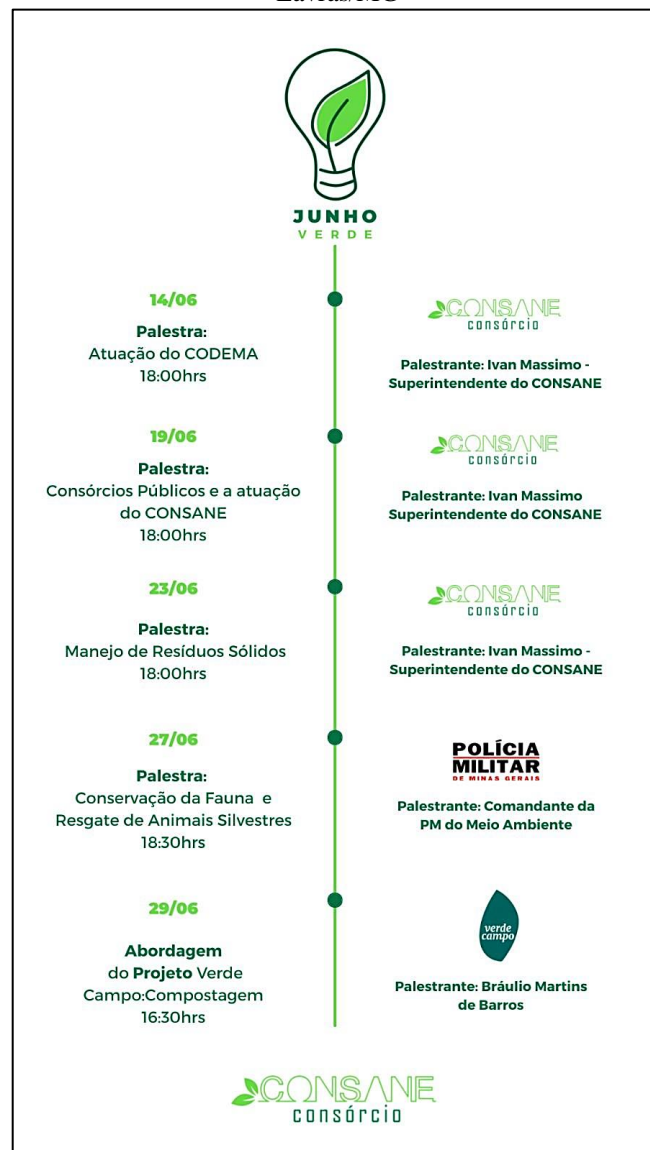 JUNHO
VERDE
14/06
Palestra:
Atuação do CODEMA
18:00hrs
CONSANE
consórcio
Palestrante: Ivan Massimo -
Superintendente do CONSANE
19/06
Palestra:
Consórcios Públicos e a atuação
do CONSANE
18:00hrs
CONSANE
consórcio
Palestrante: Ivan Massimo
Superintendente do CONSANE
23/06
Palestra:
Manejo de Resíduos Sólidos
18:00hrs
CONSANE
consórcio
Palestrante: Ivan Massimo -
Superintendente do CONSANE
27/06
Palestra:
Conservação da Fauna e
Resgate de Animais Silvestres
18:30hrs
POLÍCIA
MILITAR
DE MINAS GERAIS
Palestrante: Comandante da
PM do Meio Ambiente
29/06
Abordagem
do Projeto Verde
Campo:Compostagem
16:30hrs
verde
campo
Palestrante: Bráulio Martins
de Barros
CONSANE
consórcio